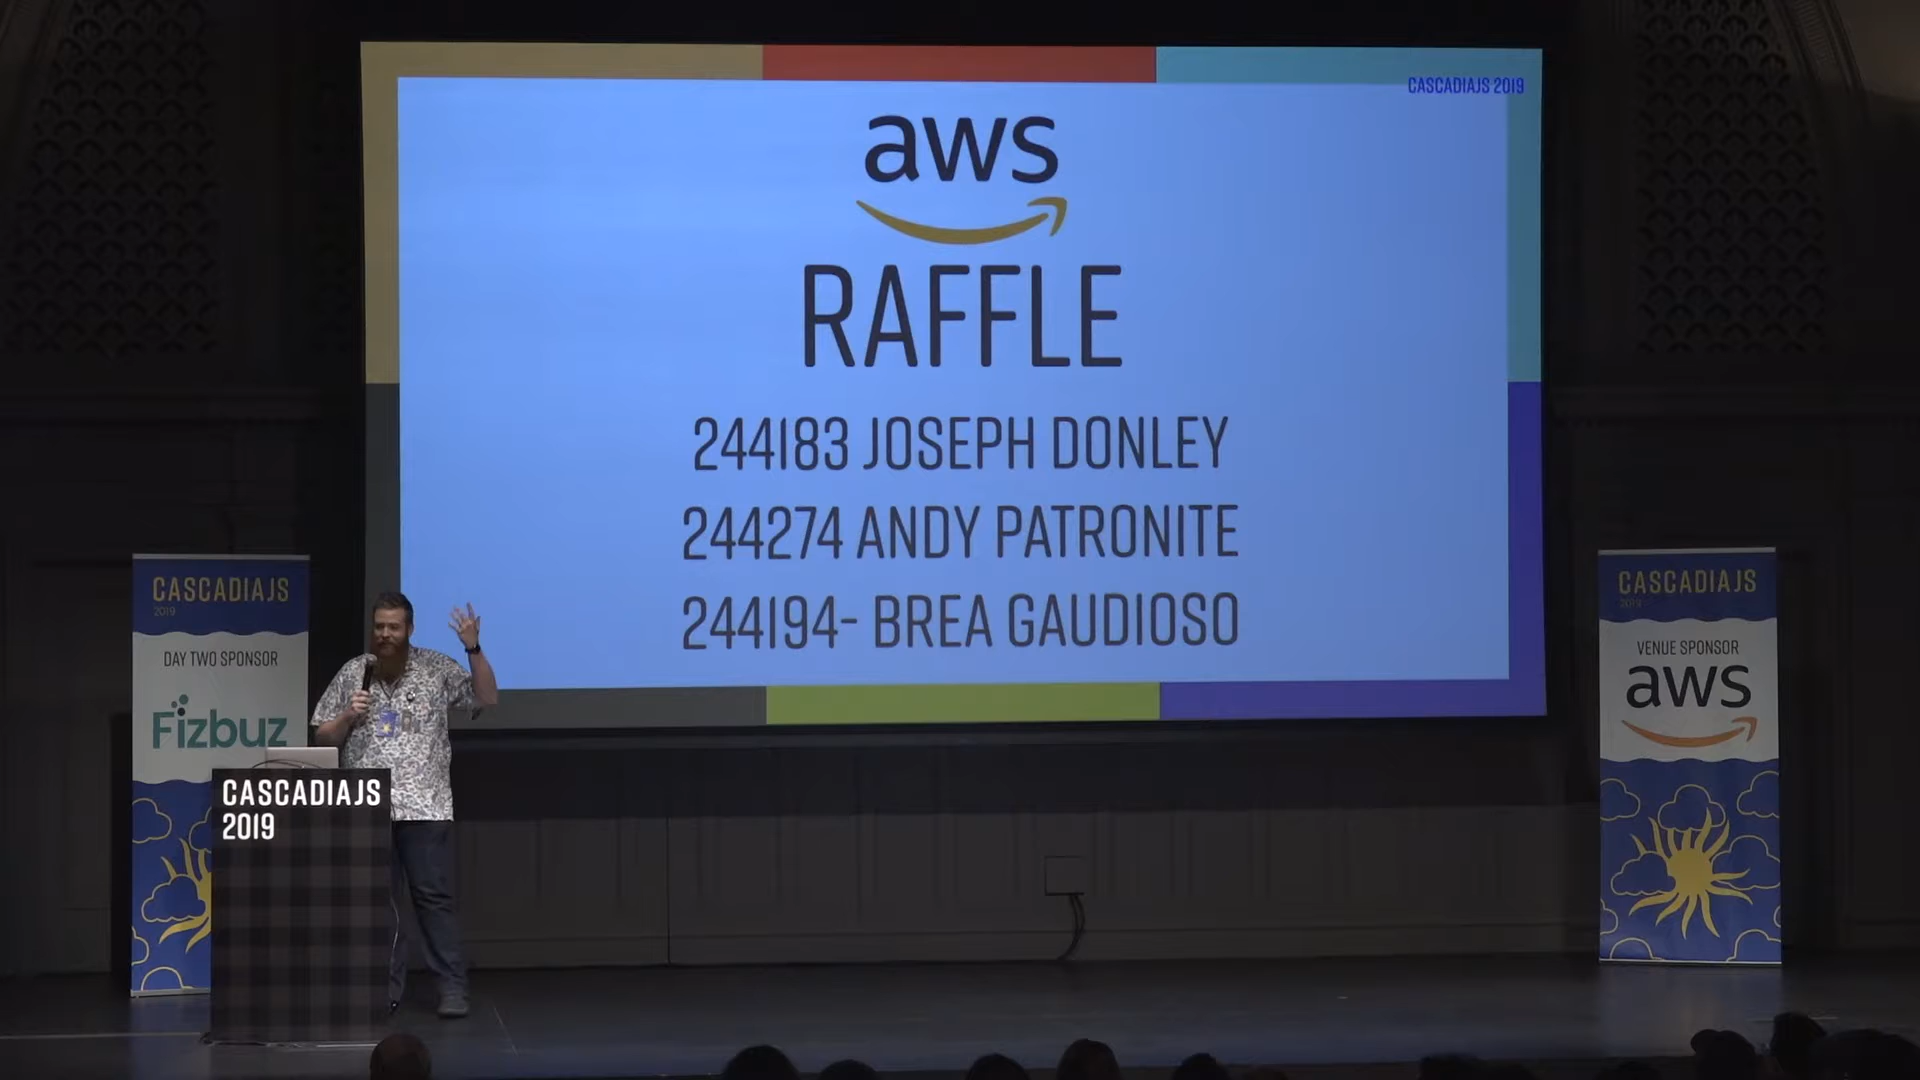 CASCADIAJS 2019
aws
RAFFLE
244183 JOSEPH DONLEY
244274 ANDY PATRONITE
244194- BREA GAUDIOSO
CASCADIAJS
2019
DAY TWO SPONSOR
Fizbuz
CASCADIAJS
2019
CASCADIAJS
2019
VENUE SPONSOR
aws